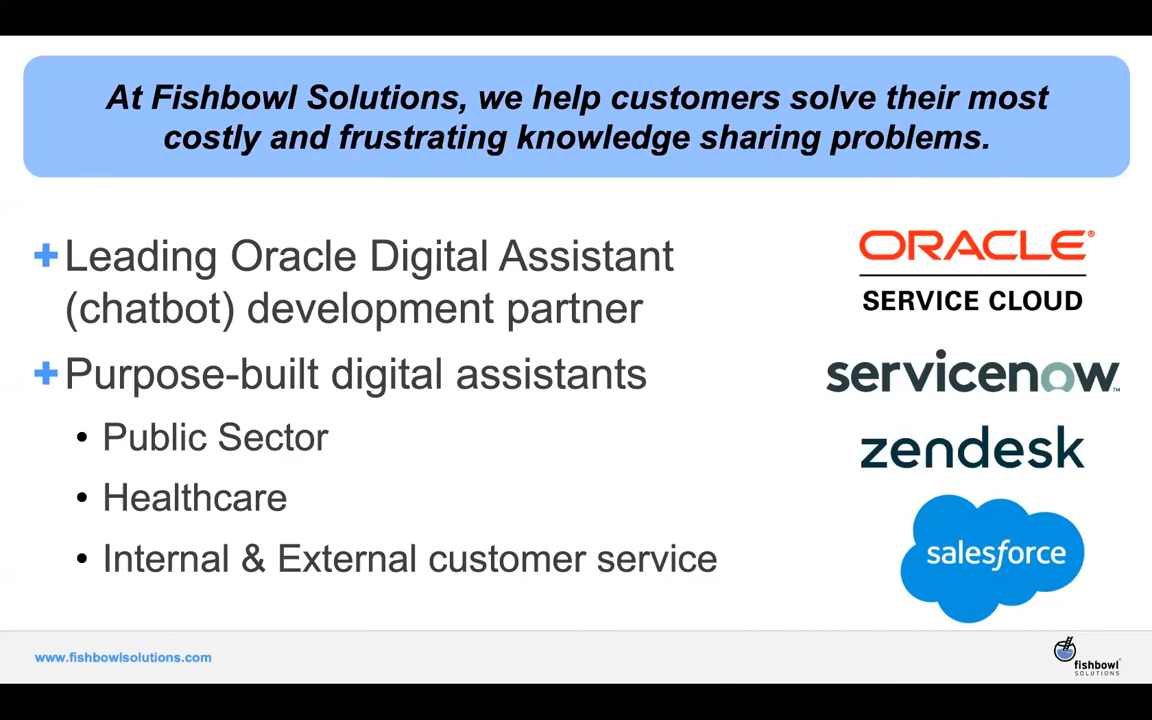 At Fishbowl Solutions, we help customers solve their most
costly and frustrating knowledge sharing problems.
Leading Oracle Digital Assistant
(chatbot) development partner
Purpose-built digital assistants
• Public Sector
• Healthcare
• Internal & External customer service
ORACLE®
SERVICE CLOUD
servicenow™
zendesk
salesforce
www.fishbowlsolutions.com
fishbowl
SOLUTIONS